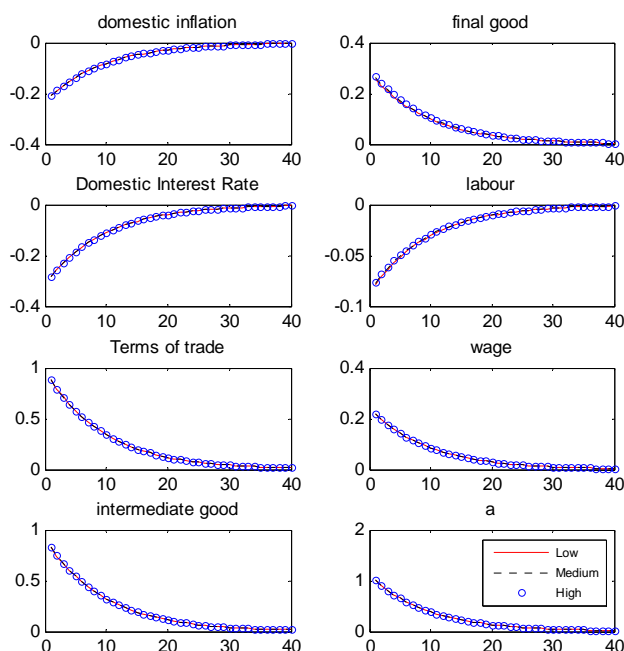 domestic inflation
final good
0
-0.2
-0.4
0 10 20 30 40
0.4
0.2
0
0 10 20 30 40
Domestic Interest Rate
labour
0
-0.2
-0.4
0 10 20 30 40
0
-0.05
-0.1
0 10 20 30 40
Terms of trade
wage
1
0.5
0
0 10 20 30 40
0.4
0.2
0
0 10 20 30 40
intermediate good
a
1
0.5
0
0 10 20 30 40
2
1
0
0 10 20 30 40
Low
Medium
High